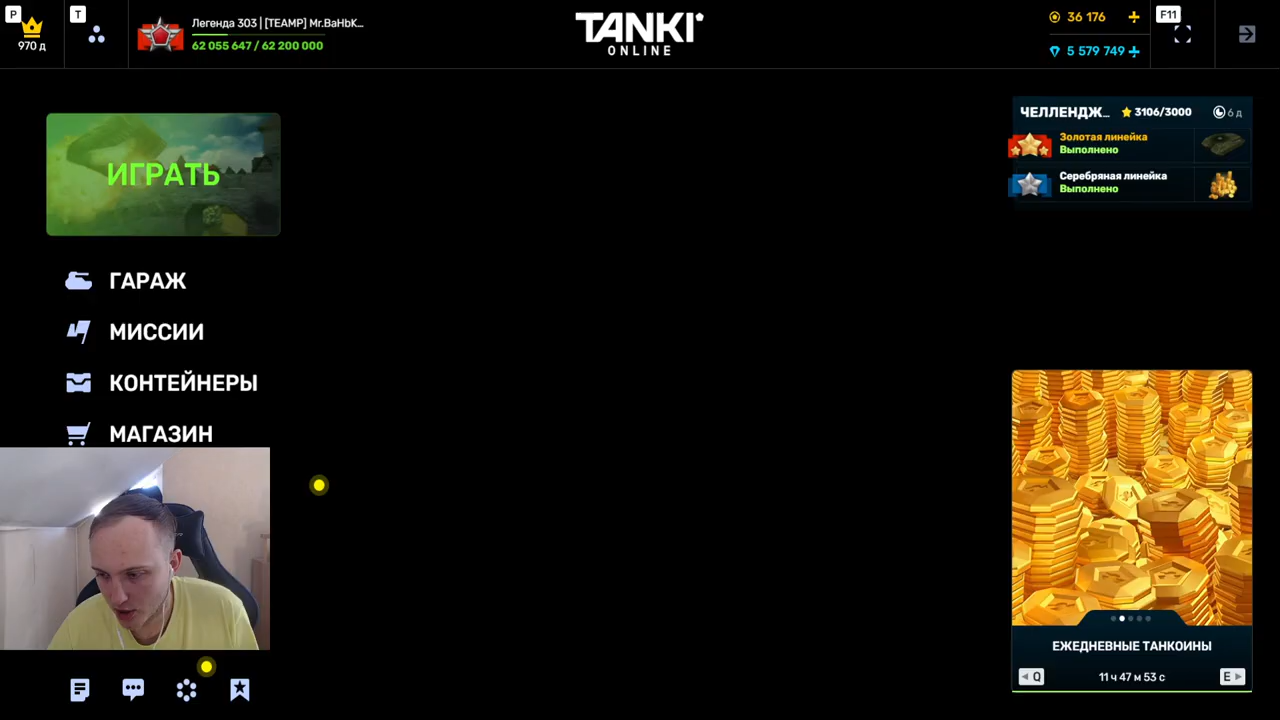 P
970 д
T
Легенда 303 | [TEAMP] Mr.BaHbK...
62 055 647 / 62 200 000
TANKI
ONLINE
36 176 +
5 579 749 +
F11
ИГРАТЬ
ГАРАЖ
МИССИИ
КОНТЕЙНЕРЫ
МАГАЗИН
ЧЕЛЛЕНДЖ... 3106/3000 6 д
Золотая линейка
Выполнено
Серебряная линейка
Выполнено
ЕЖЕДНЕВНЫЕ ТАНКОИНЫ
Q 11 ч 47 м 53 с E